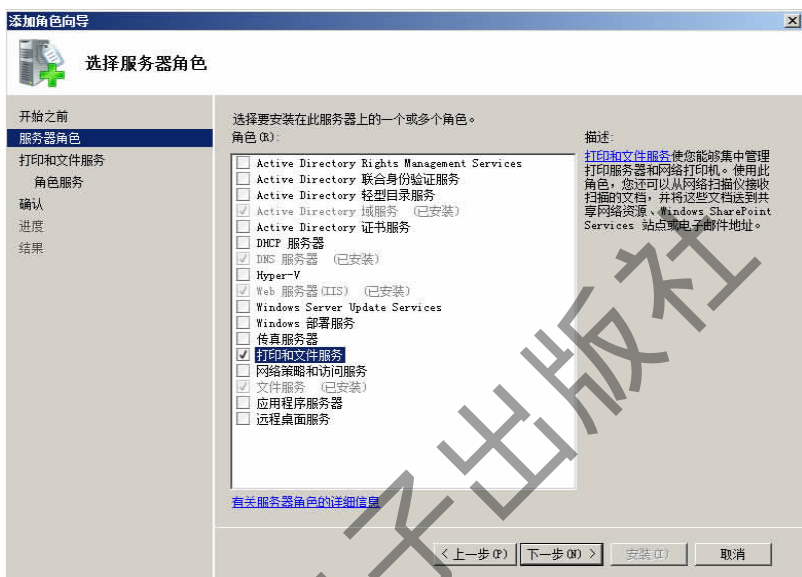 添加角色向导
选择服务器角色
开始之前
服务器角色
打印和文件服务
角色服务
确认
进度
结果
选择要安装在此服务器上的一个或多个角色。
角色(R):
Active Directory Rights Management Services
Active Directory 联合身份验证服务
Active Directory 轻型目录服务
Active Directory 域服务 (已安装)
Active Directory 证书服务
DHCP 服务器
DNS 服务器 (已安装)
Hyper-V
Web 服务器(IIS) (已安装)
Windows Server Update Services
Windows 部署服务
传真服务器
打印和文件服务
网络策略和访问服务
文件服务 (已安装)
应用程序服务器
远程桌面服务
有关服务器角色的详细信息
描述:
打印和文件服务使您能够集中管理
打印服务器和网络打印机。使用此
角色，您还可以从网络扫描仪接收
扫描的文档，并将这些文档送到共
享网络资源、Windows SharePoint
Services 站点或电子邮件地址。
< 上一步(P)
下一步(N) >
安装(I)
取消
子出版社